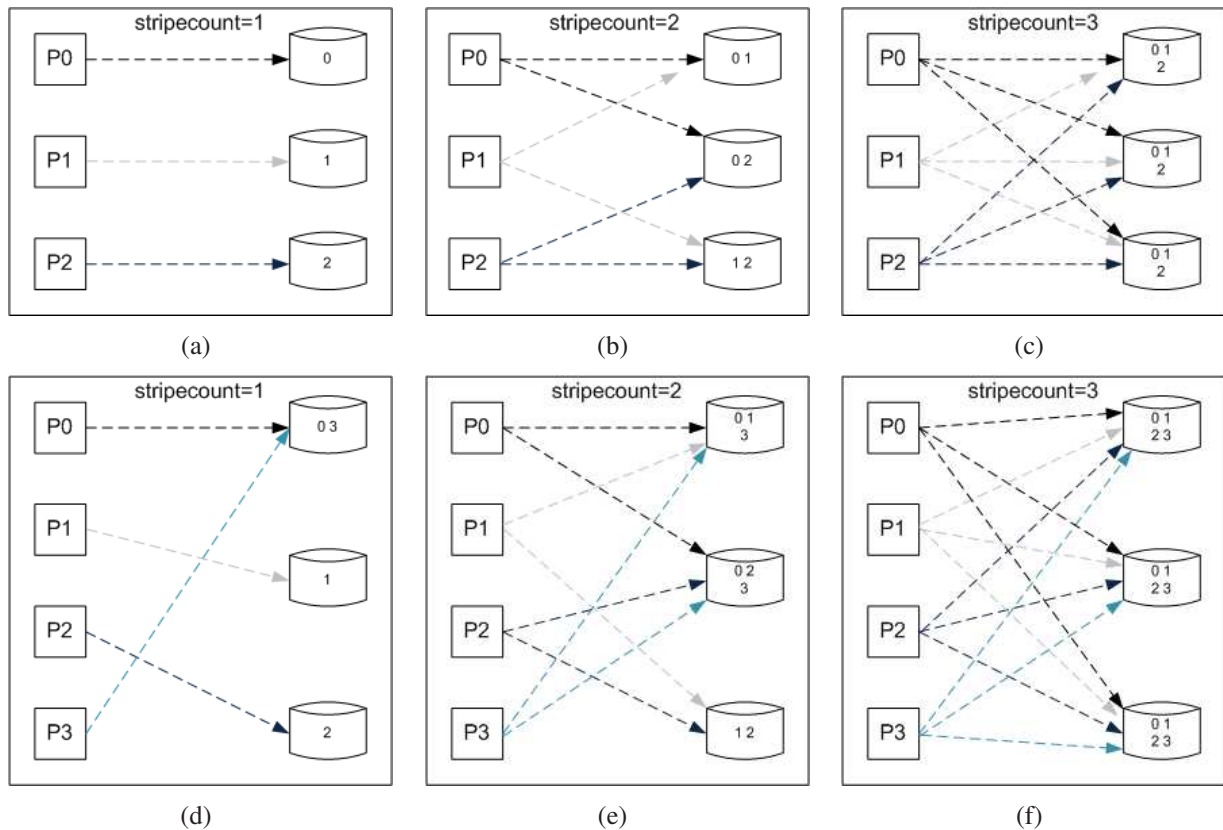 stripecount=1
P0
0
P1
1
P2
2
(a)
stripecount=2
P0
0 1
P1
0 2
P2
1 2
(b)
stripecount=3
P0
0 1
2
P1
0 1
2
P2
0 1
2
(c)
stripecount=1
P0
0 3
P1
1
P2
2
P3
(d)
stripecount=2
P0
0 1
3
P1
0 2
3
P2
P3
1 2
(e)
stripecount=3
P0
0 1
2 3
P1
0 1
2 3
P2
P3
0 1
2 3
(f)